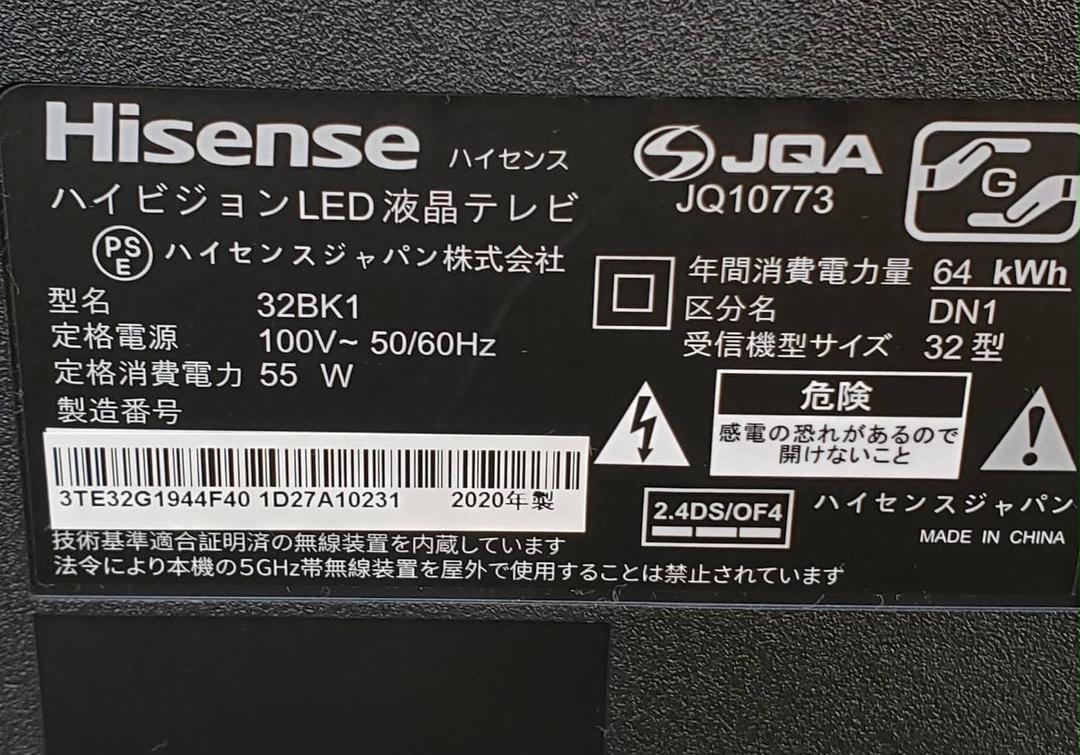 Hisense ハイセンス
ハイビジョンLED液晶テレビ
PS
E
ハイセンスジャパン株式会社
型名 32BK1
定格電源 100V~ 50/60Hz
定格消費電力 55 W
製造番号
3TE32G1944F40 1D27A10231 2020年製
技術基準適合証明済の無線装置を内蔵しています
法令により本機の5GHz帯無線装置を屋外で使用することは禁止されています
JQA
JQ10773
G
年間消費電力量 64 kWh
区分名 DN1
受信機型サイズ 32型
危険
感電の恐れがあるので
開けないこと
2.4DS/OF4
ハイセンスジャパン
MADE IN CHINA